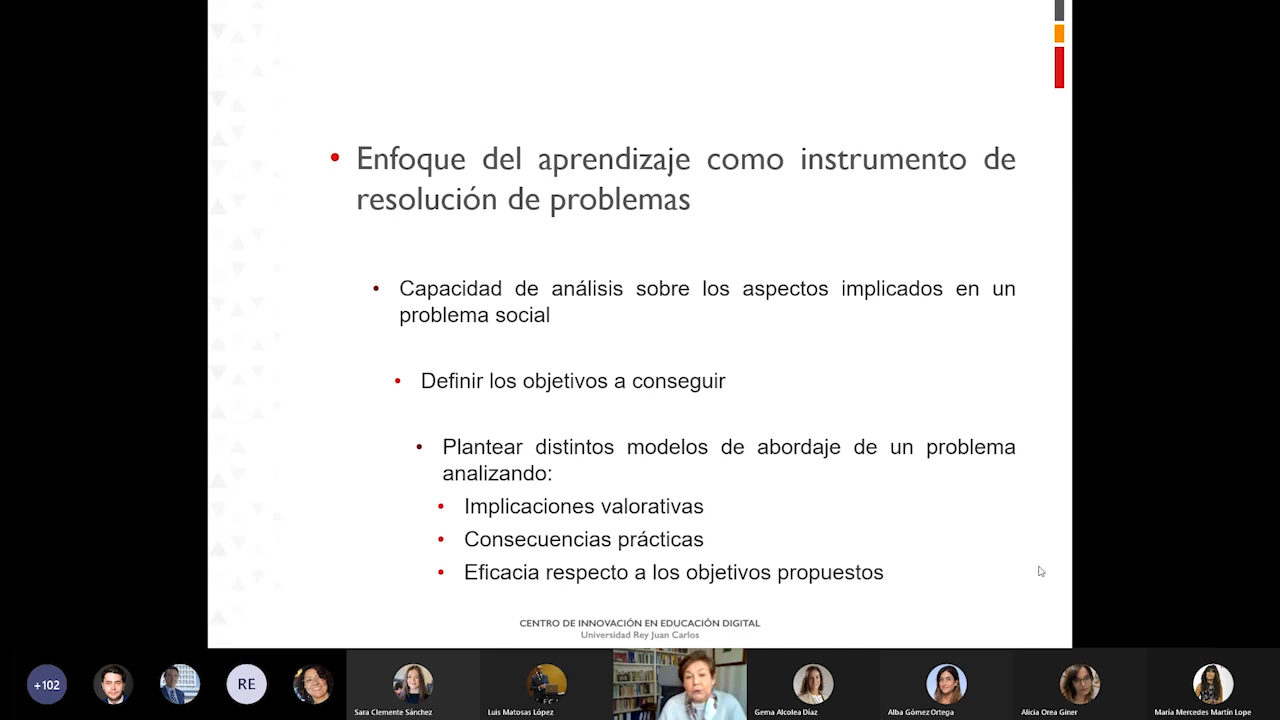 Enfoque del aprendizaje como instrumento de
resolución de problemas
Capacidad de análisis sobre los aspectos implicados en un
problema social
Definir los objetivos a conseguir
Plantear distintos modelos de abordaje de un problema
analizando:
Implicaciones valorativas
Consecuencias prácticas
Eficacia respecto a los objetivos propuestos
CENTRO DE INNOVACIÓN EN EDUCACIÓN DIGITAL
Universidad Rey Juan Carlos
+102
RE
Sara Clemente Sánchez
Luis Matosas López
Gema Alcolea Díaz
Alba Gómez Ortega
Alicia Orea Giner
María Mercedes Martín Lope